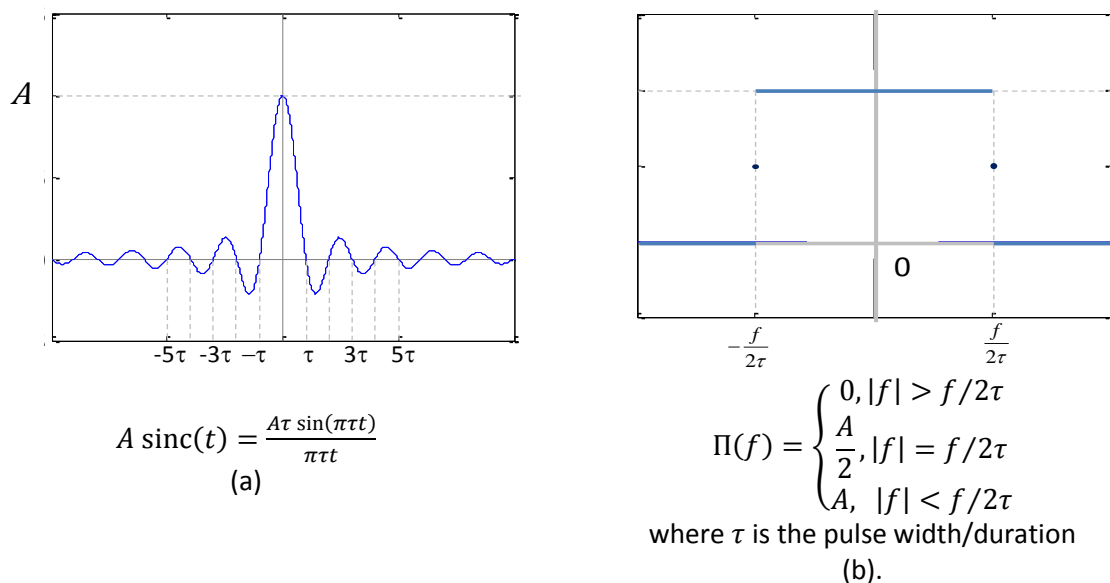 A
0
-5τ -3τ −τ τ 3τ 5τ
A sinc(t) = Aτ sin(πτt) / πτt
(a)
0
−f/2τ f/2τ
Π(f) = { 0, |f| > f/2τ
A/2, |f| = f/2τ
A, |f| < f/2τ
where τ is the pulse width/duration
(b).